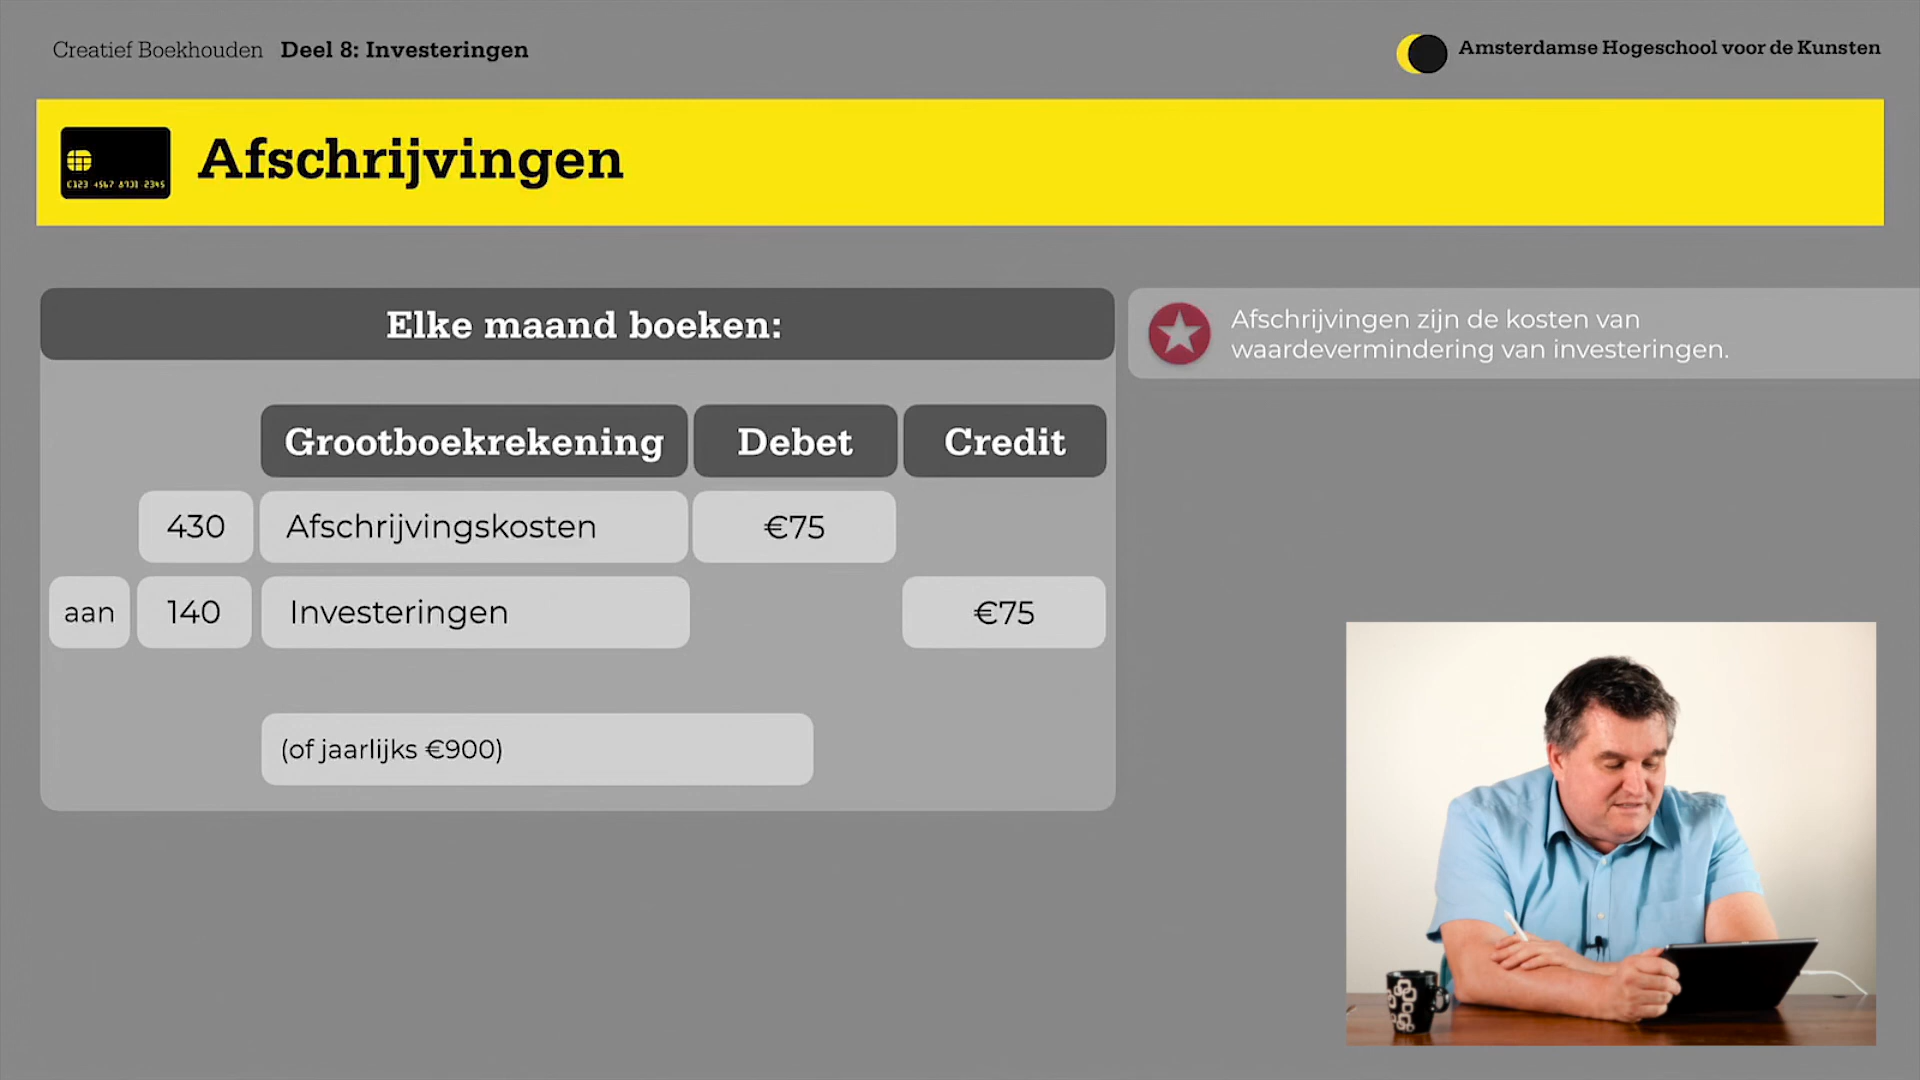 Creatief Boekhouden Deel 8: Investeringen
Amsterdamse Hogeschool voor de Kunsten
Afschrijvingen
Elke maand boeken:
Grootboekrekening Debet Credit
430 Afschrijvingskosten €75
aan 140 Investeringen €75
(of jaarlijks €900)
Afschrijvingen zijn de kosten van
waardevermindering van investeringen.